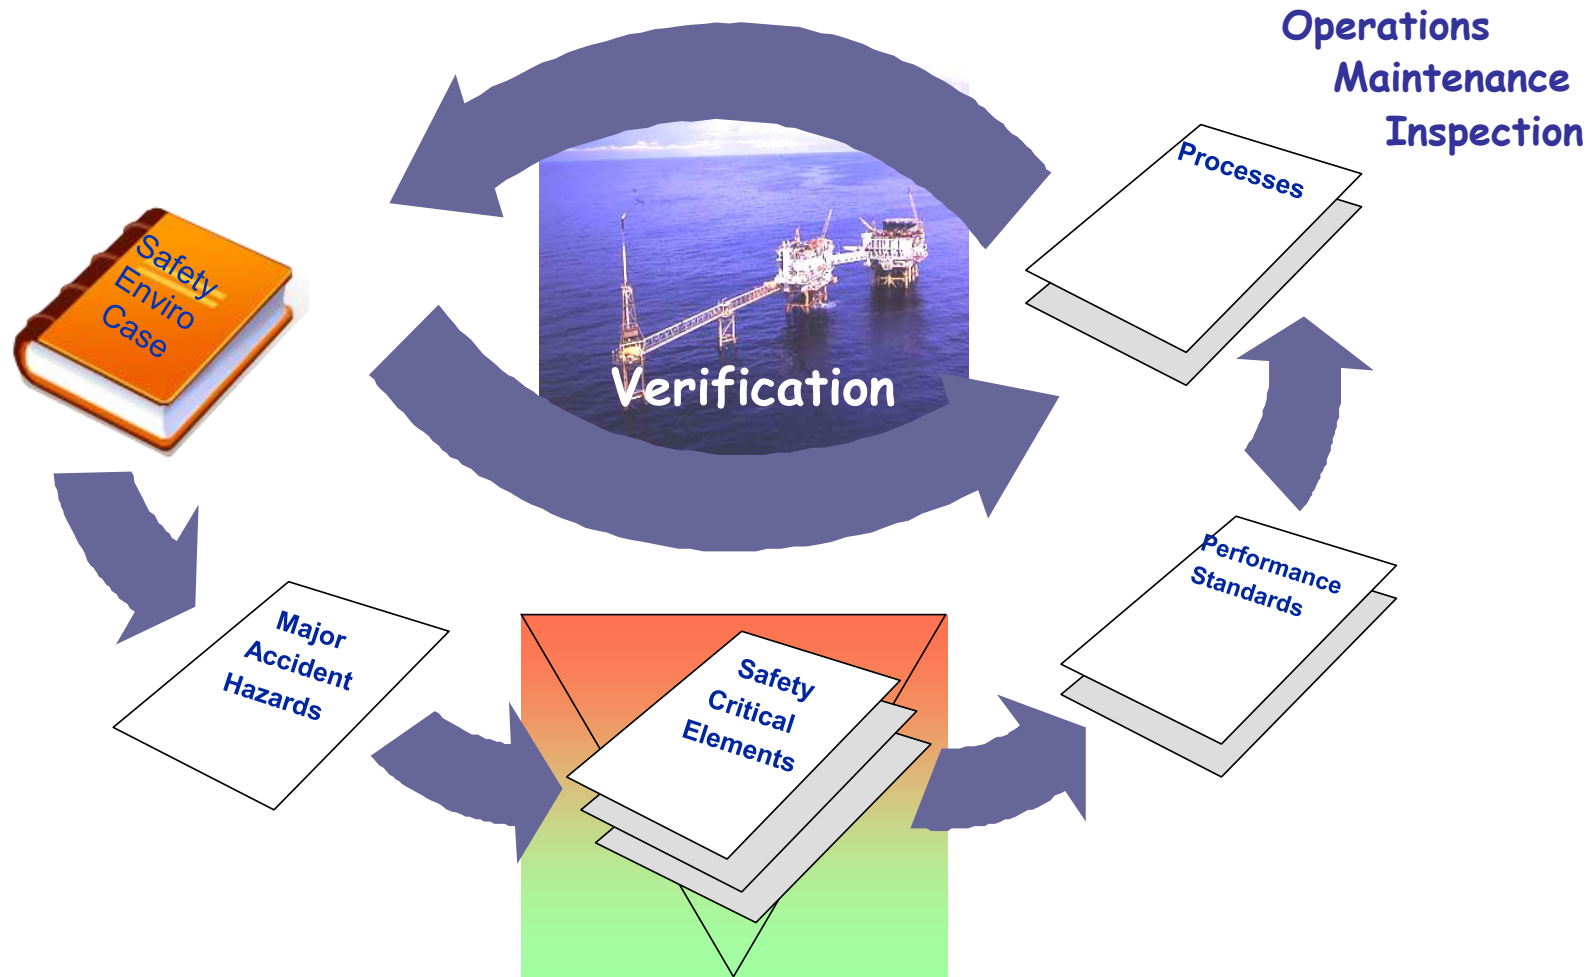 Operations
Maintenance
Inspection
Processes
Safety
Enviro
Case
Verification
Performance
Standards
Major
Accident
Hazards
Safety
Critical
Elements